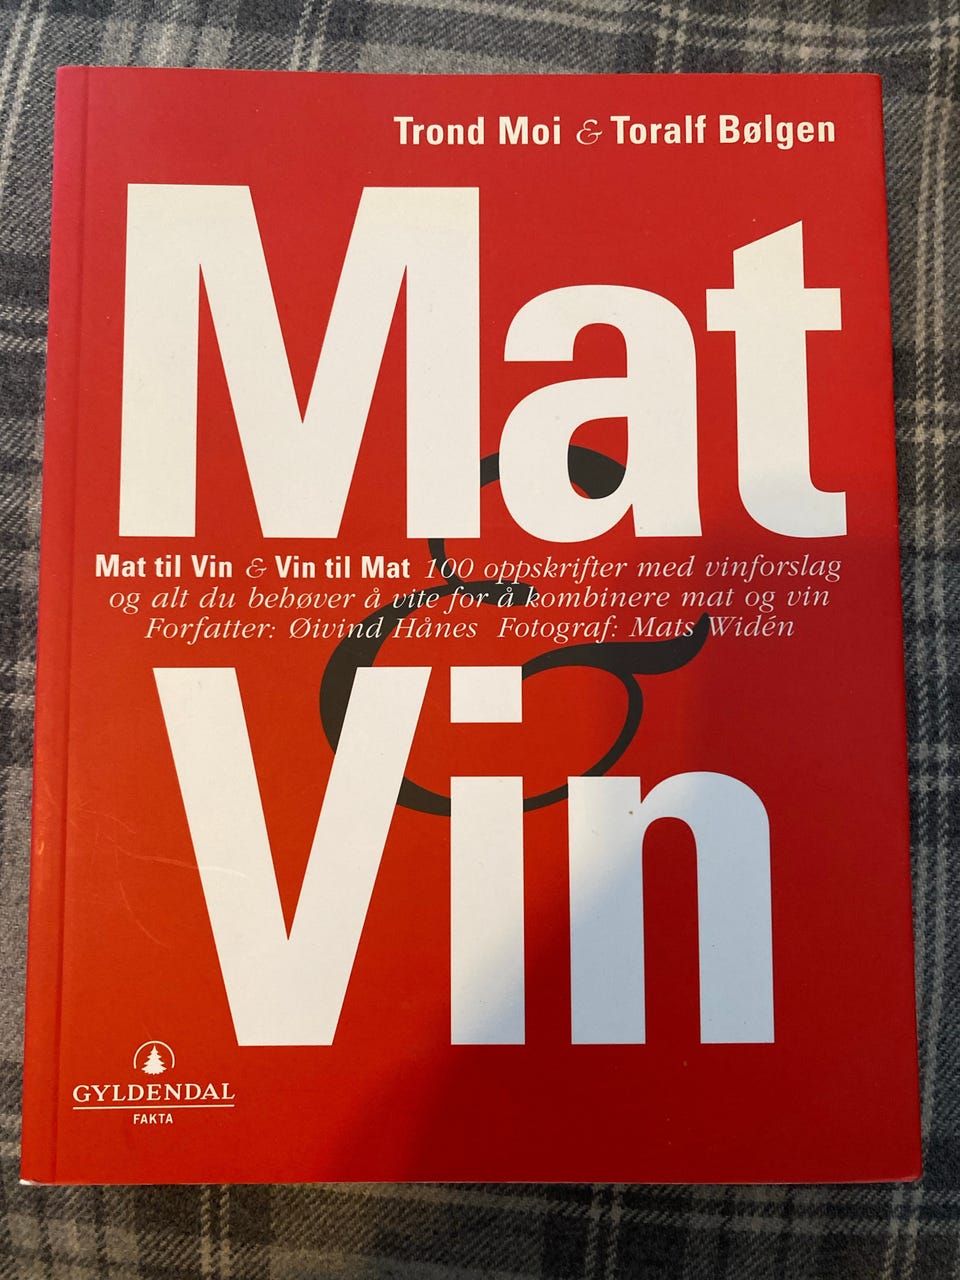 Trond Moi & Toralf Bølgen
Mat
&
Mat til Vin & Vin til Mat 100 oppskrifter med vinforslag
og alt du behøver å vite for å kombinere mat og vin
Forfatter: Øivind Hånes Fotograf: Mats Widén
Vin
GYLDENDAL
FAKTA